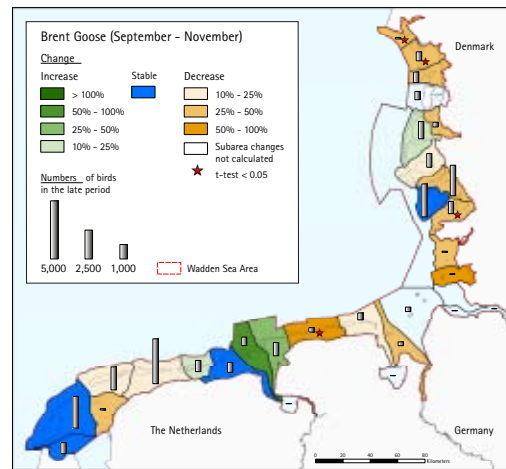 Brent Goose (September - November)
Denmark
Change
Increase
Stable
Decrease
> 100%
10% - 25%
50% - 100%
25% - 50%
25% - 50%
50% - 100%
10% - 25%
Subarea changes
not calculated
t-test < 0.05
Numbers of birds
in the late period
5,000
2,500
1,000
Wadden Sea Area
The Netherlands
Germany
0
20
40
60
80
Kilometers